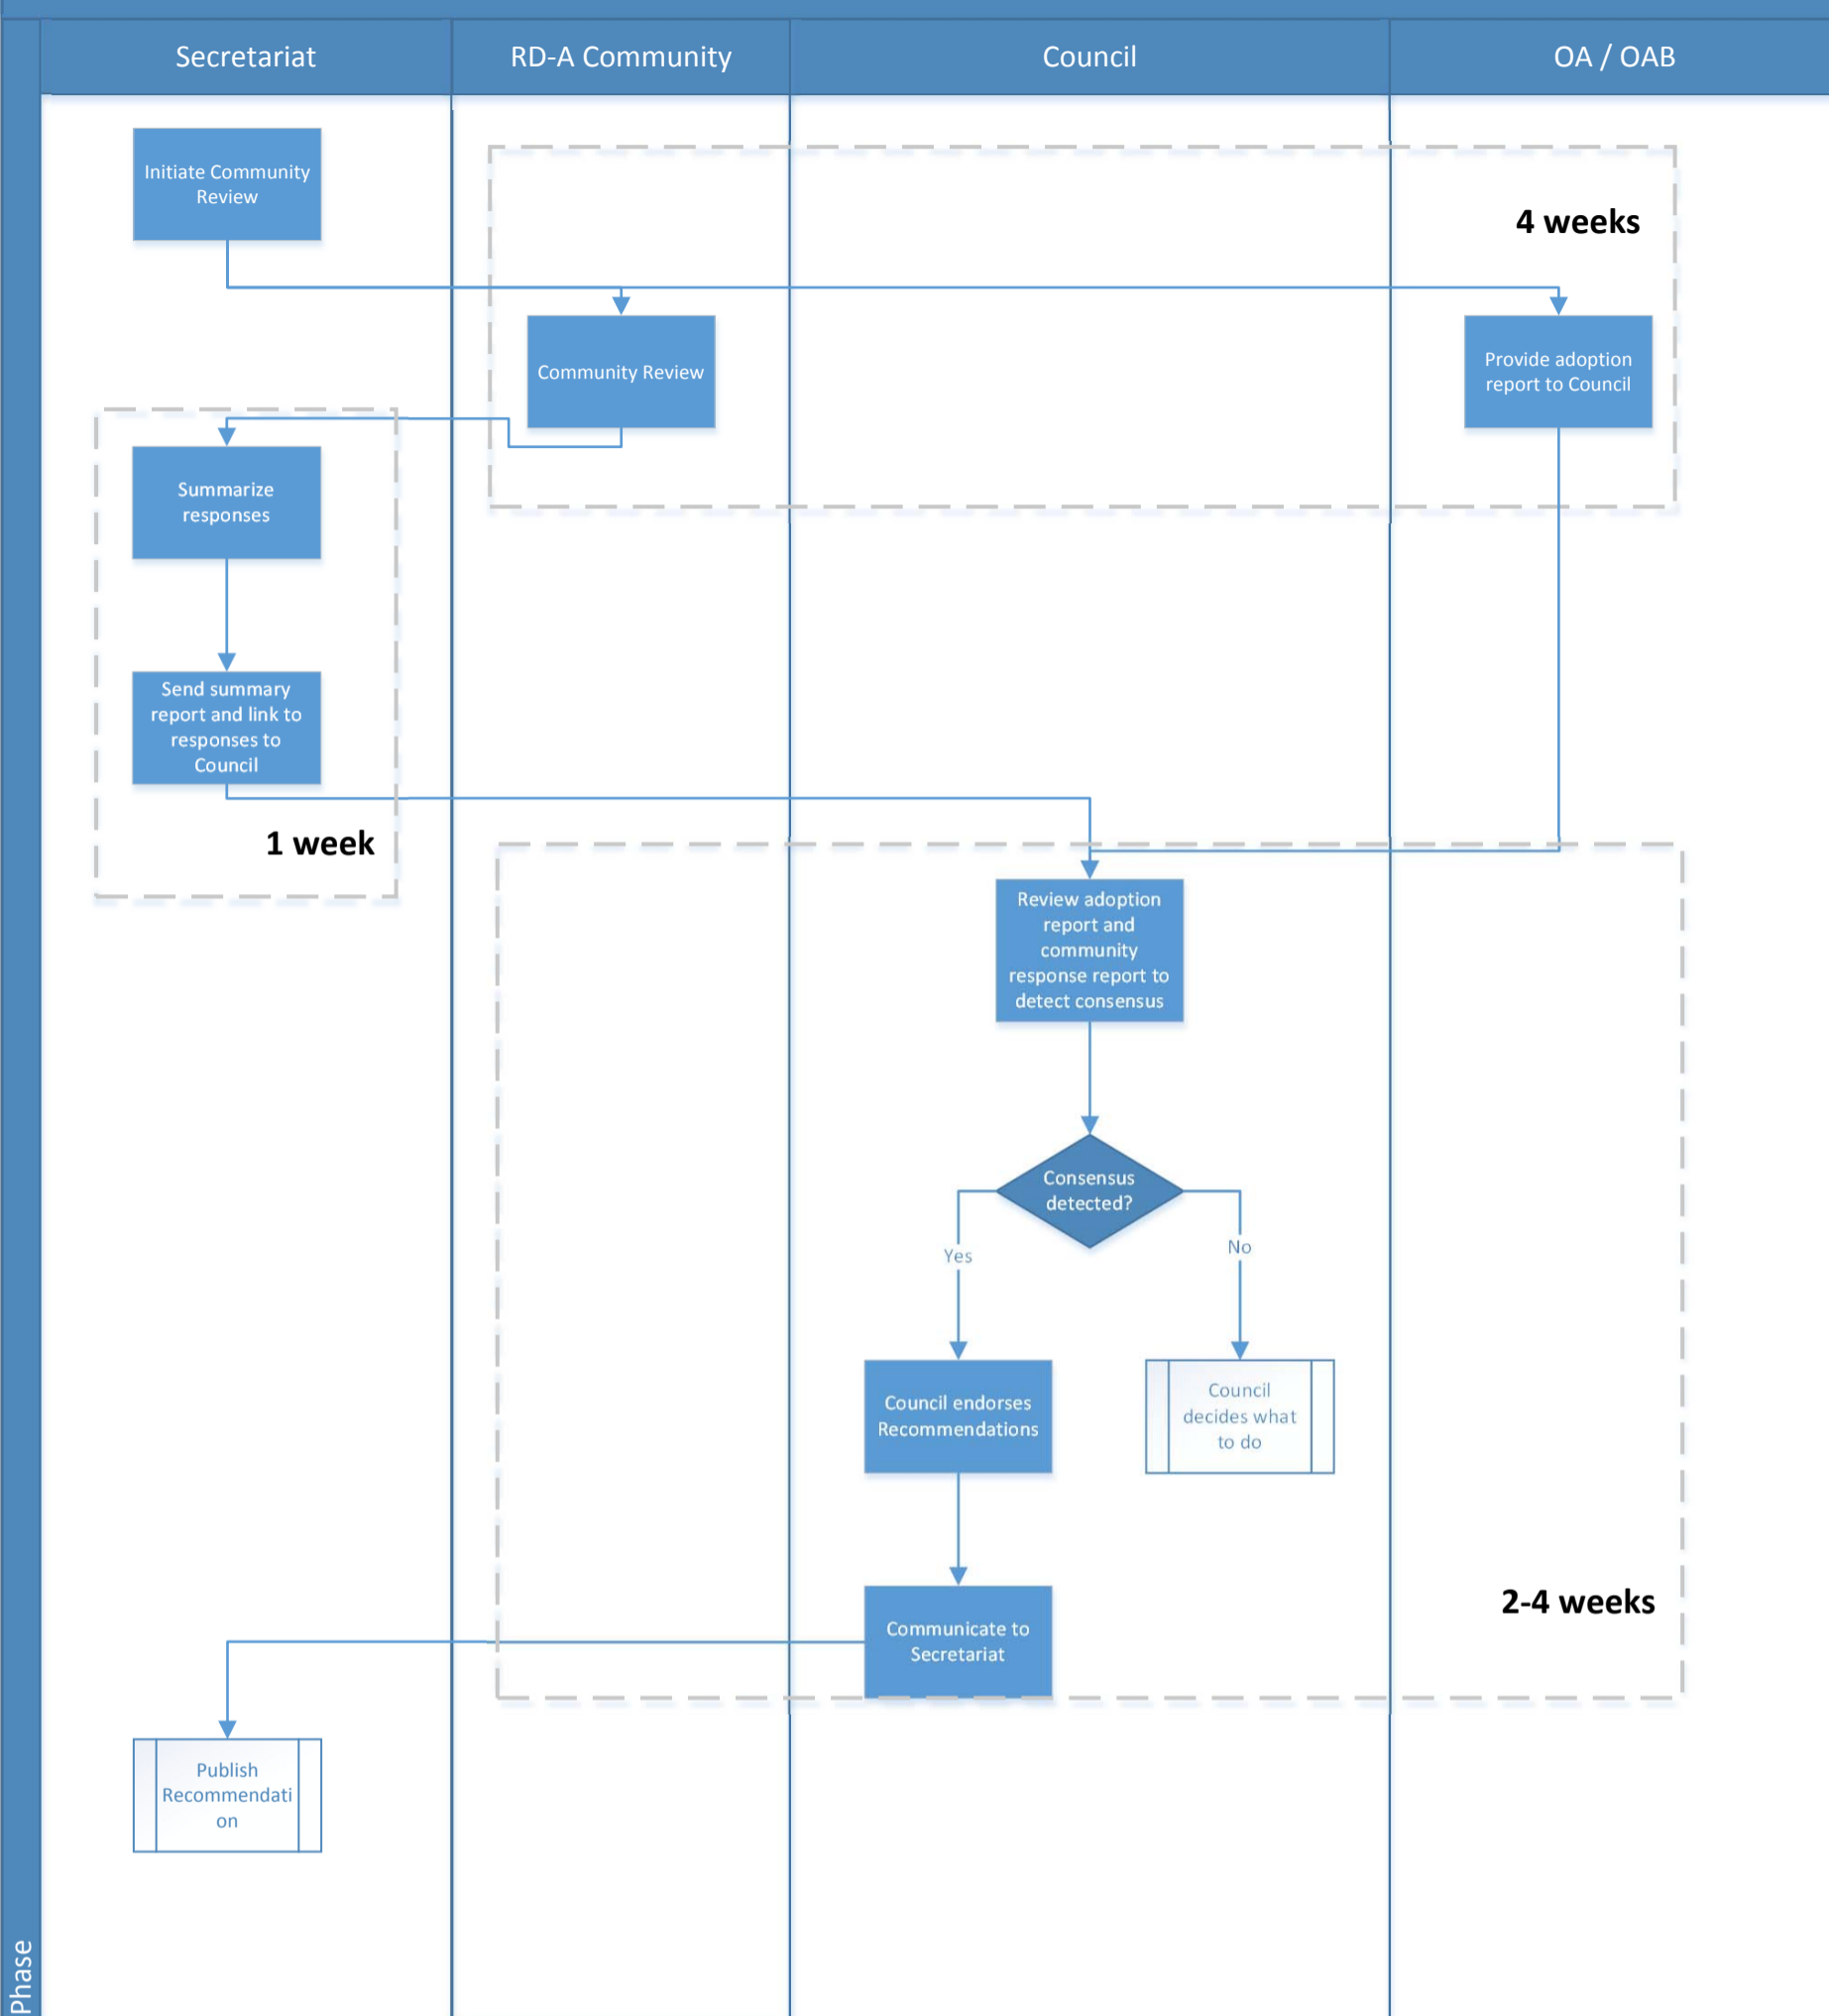 Secretariat
RD-A Community
Council
OA / OAB
Initiate Community
Review
4 weeks
Community Review
Provide adoption
report to Council
Summarize
responses
Send summary
report and link to
responses to
Council
1 week
Review adoption
report and
community
response report to
detect consensus
Consensus
detected?
Yes
No
Council endorses
Recommendations
Council
decides what
to do
Communicate to
Secretariat
2-4 weeks
Publish
Recommendati
on
Phase